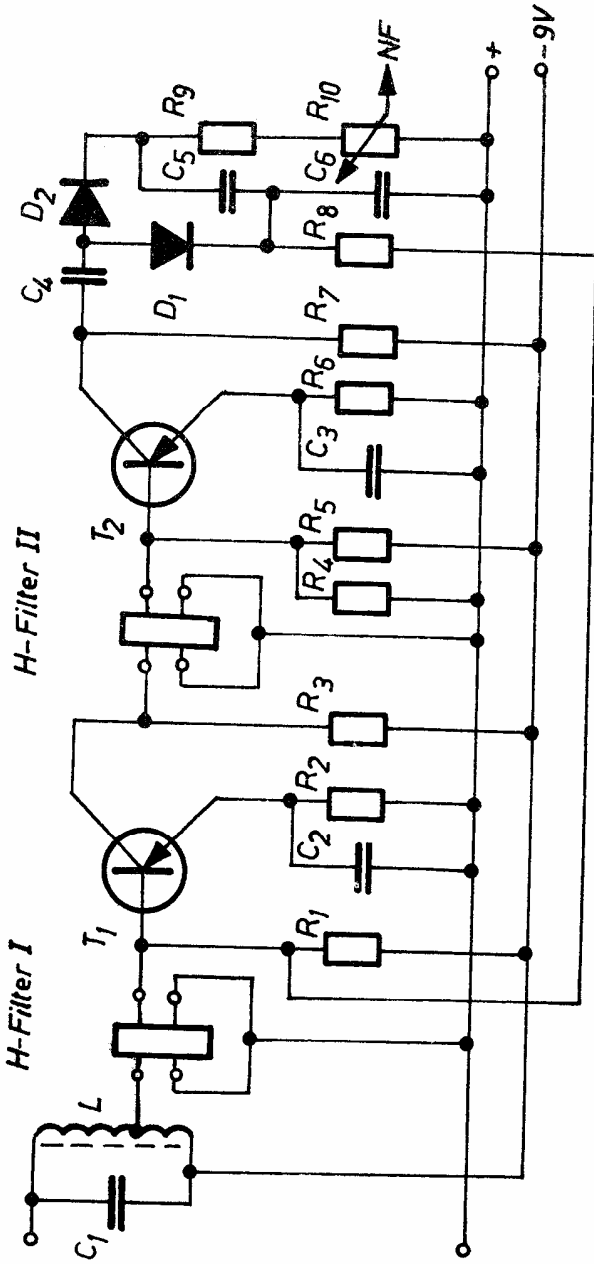 H-Filter I
H-Filter II
C1
L
T1
R1
C2
R2
R3
T2
R4
R5
C3
R6
R7
C4
D1
D2
R8
C5
C6
R9
R10
NF
+
-9V